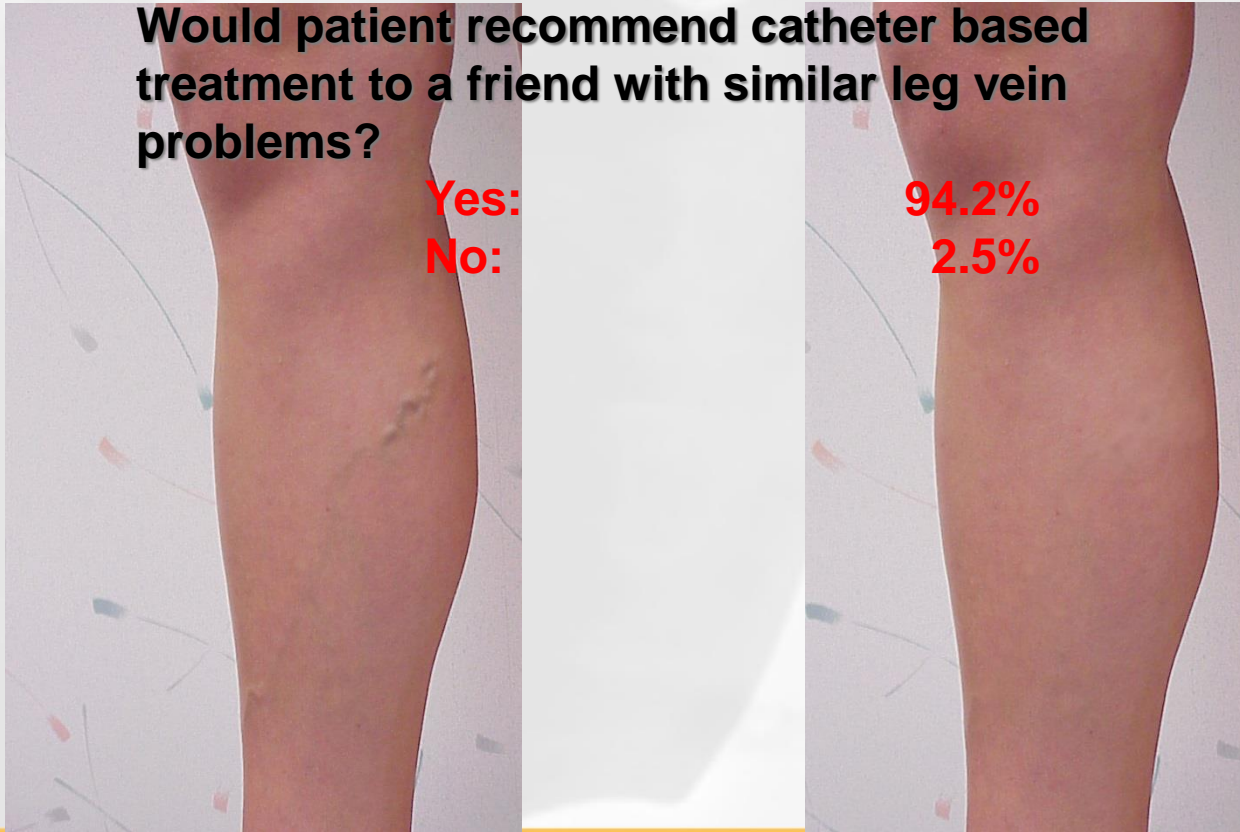 Would patient recommend catheter based
treatment to a friend with similar leg vein
problems?
Yes: 94.2%
No: 2.5%